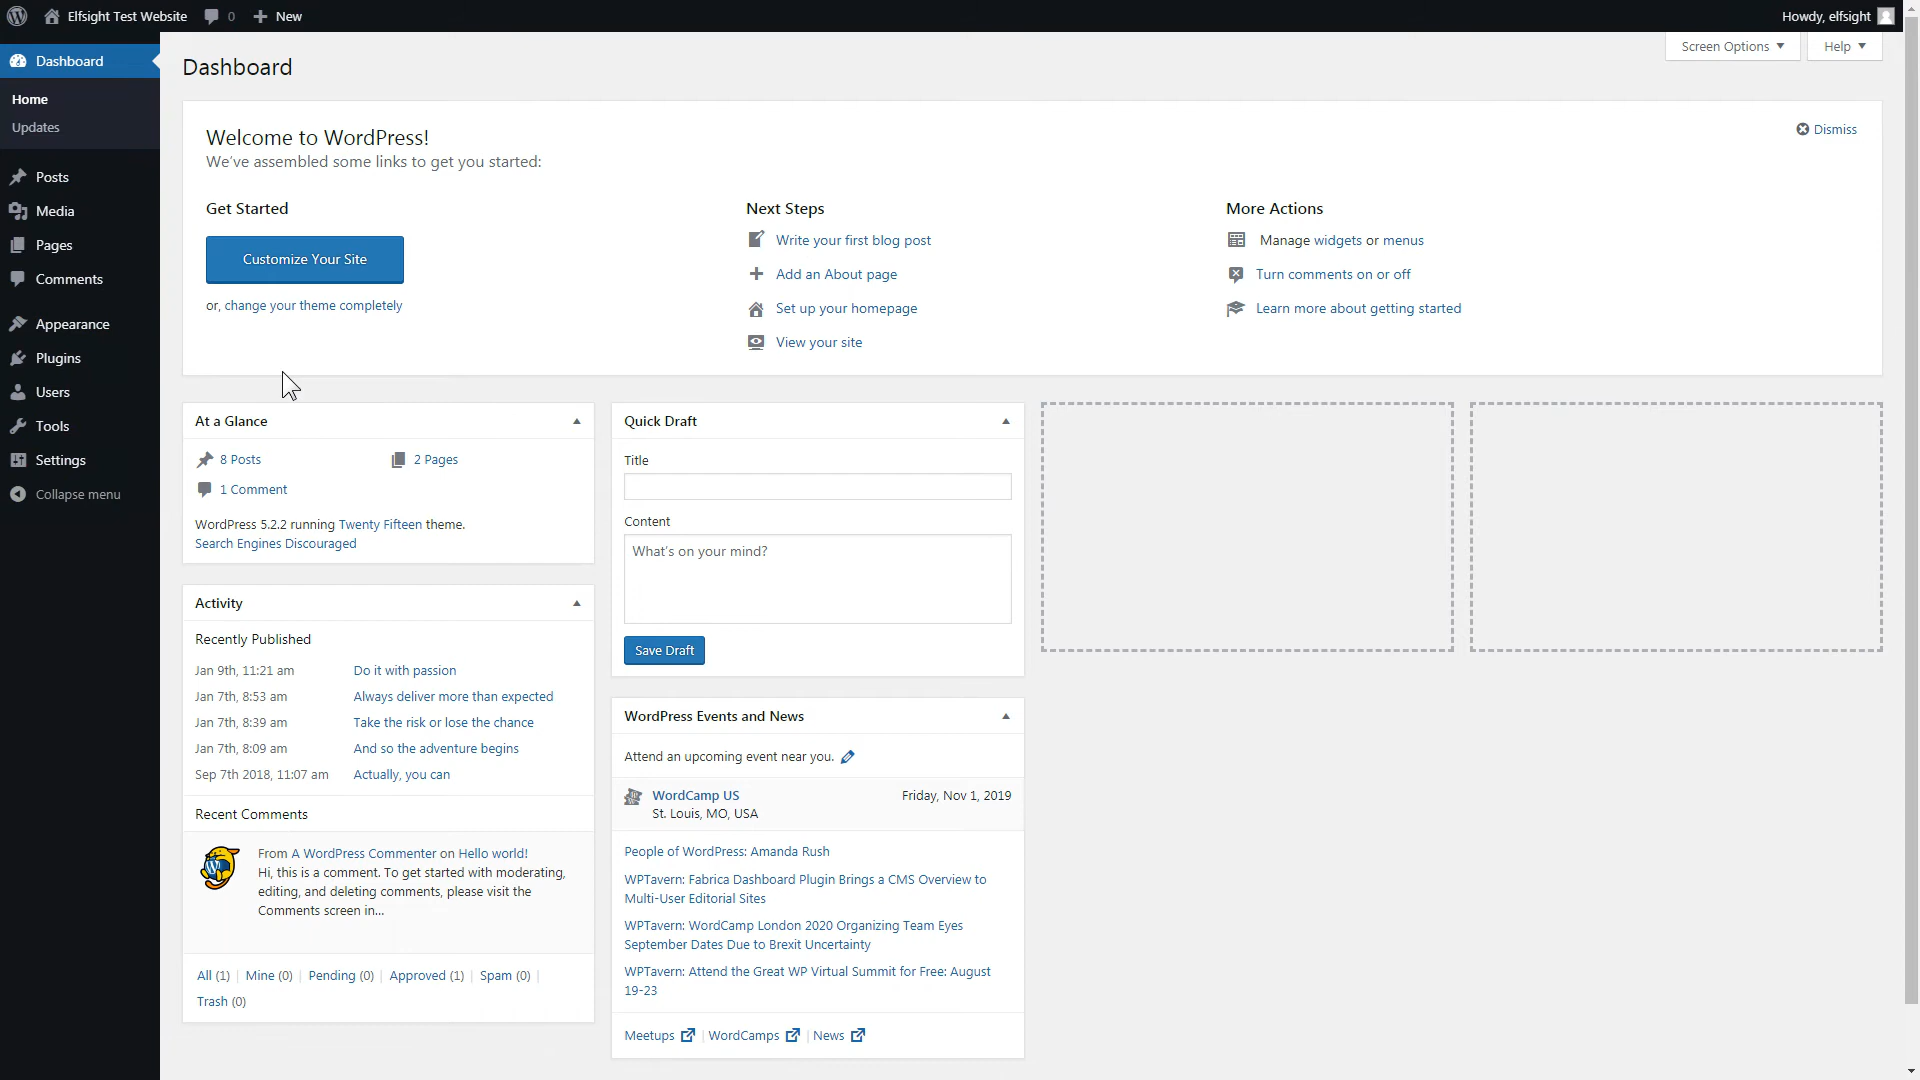 Elfsight Test Website
0
New
Howdy, elfsight
Screen Options
Help
Dashboard
Home
Updates
Posts
Media
Pages
Comments
Appearance
Plugins
Users
Tools
Settings
Collapse menu
Dashboard
Welcome to WordPress!
We've assembled some links to get you started:
Dismiss
Get Started
Customize Your Site
or, change your theme completely
Next Steps
Write your first blog post
Add an About page
Set up your homepage
View your site
More Actions
Manage widgets or menus
Turn comments on or off
Learn more about getting started
At a Glance
8 Posts
2 Pages
1 Comment
WordPress 5.2.2 running Twenty Fifteen theme.
Search Engines Discouraged
Activity
Recently Published
Jan 9th, 11:21 am Do it with passion
Jan 7th, 8:53 am Always deliver more than expected
Jan 7th, 8:39 am Take the risk or lose the chance
Jan 7th, 8:09 am And so the adventure begins
Sep 7th 2018, 11:07 am Actually, you can
Recent Comments
From A WordPress Commenter on Hello world!
Hi, this is a comment. To get started with moderating,
editing, and deleting comments, please visit the
Comments screen in...
All (1) | Mine (0) | Pending (0) | Approved (1) | Spam (0) |
Trash (0)
Quick Draft
Title
Content
What's on your mind?
Save Draft
WordPress Events and News
Attend an upcoming event near you.
WordCamp US Friday, Nov 1, 2019
St. Louis, MO, USA
People of WordPress: Amanda Rush
WPTavern: Fabrica Dashboard Plugin Brings a CMS Overview to
Multi-User Editorial Sites
WPTavern: WordCamp London 2020 Organizing Team Eyes
September Dates Due to Brexit Uncertainty
WPTavern: Attend the Great WP Virtual Summit for Free: August
19-23
Meetups | WordCamps | News